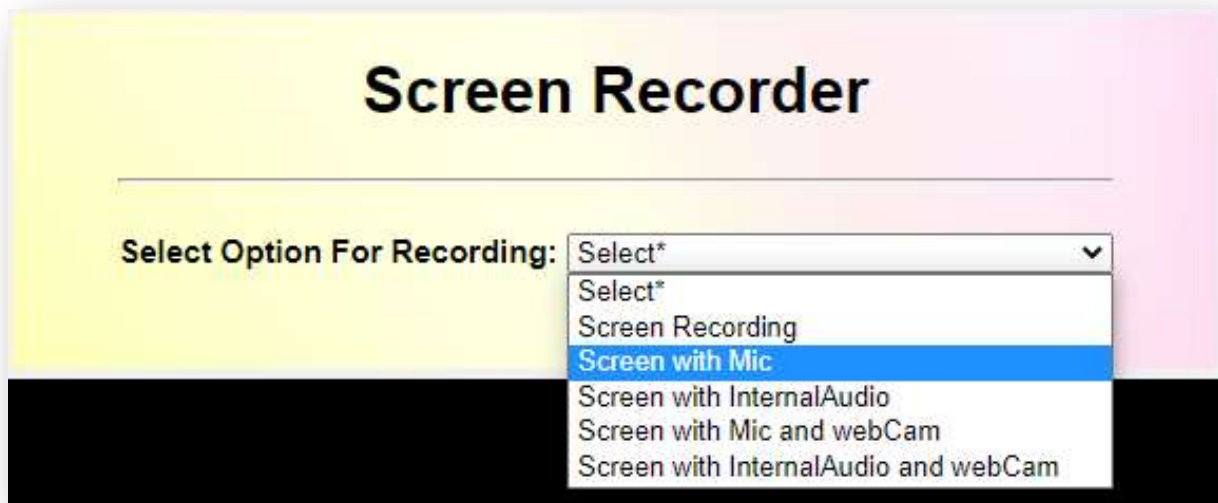 Screen Recorder
Select Option For Recording: Select*
Select*
Screen Recording
Screen with Mic
Screen with InternalAudio
Screen with Mic and webCam
Screen with InternalAudio and webCam